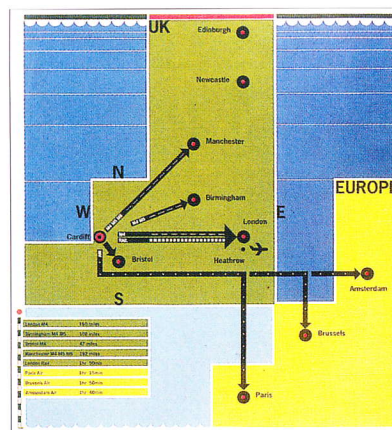 UK
Edinburgh
Newcastle
Manchester
N
Birmingham
EUROPE
W
London
E
Cardiff
Heathrow
Bristol
Amsterdam
S
Brussels
Paris
London M4
Birmingham M4 M5
Bristol M4
Manchester M4 M5 M6
London Rail
Paris Air
Brussels Air
Amsterdam Air